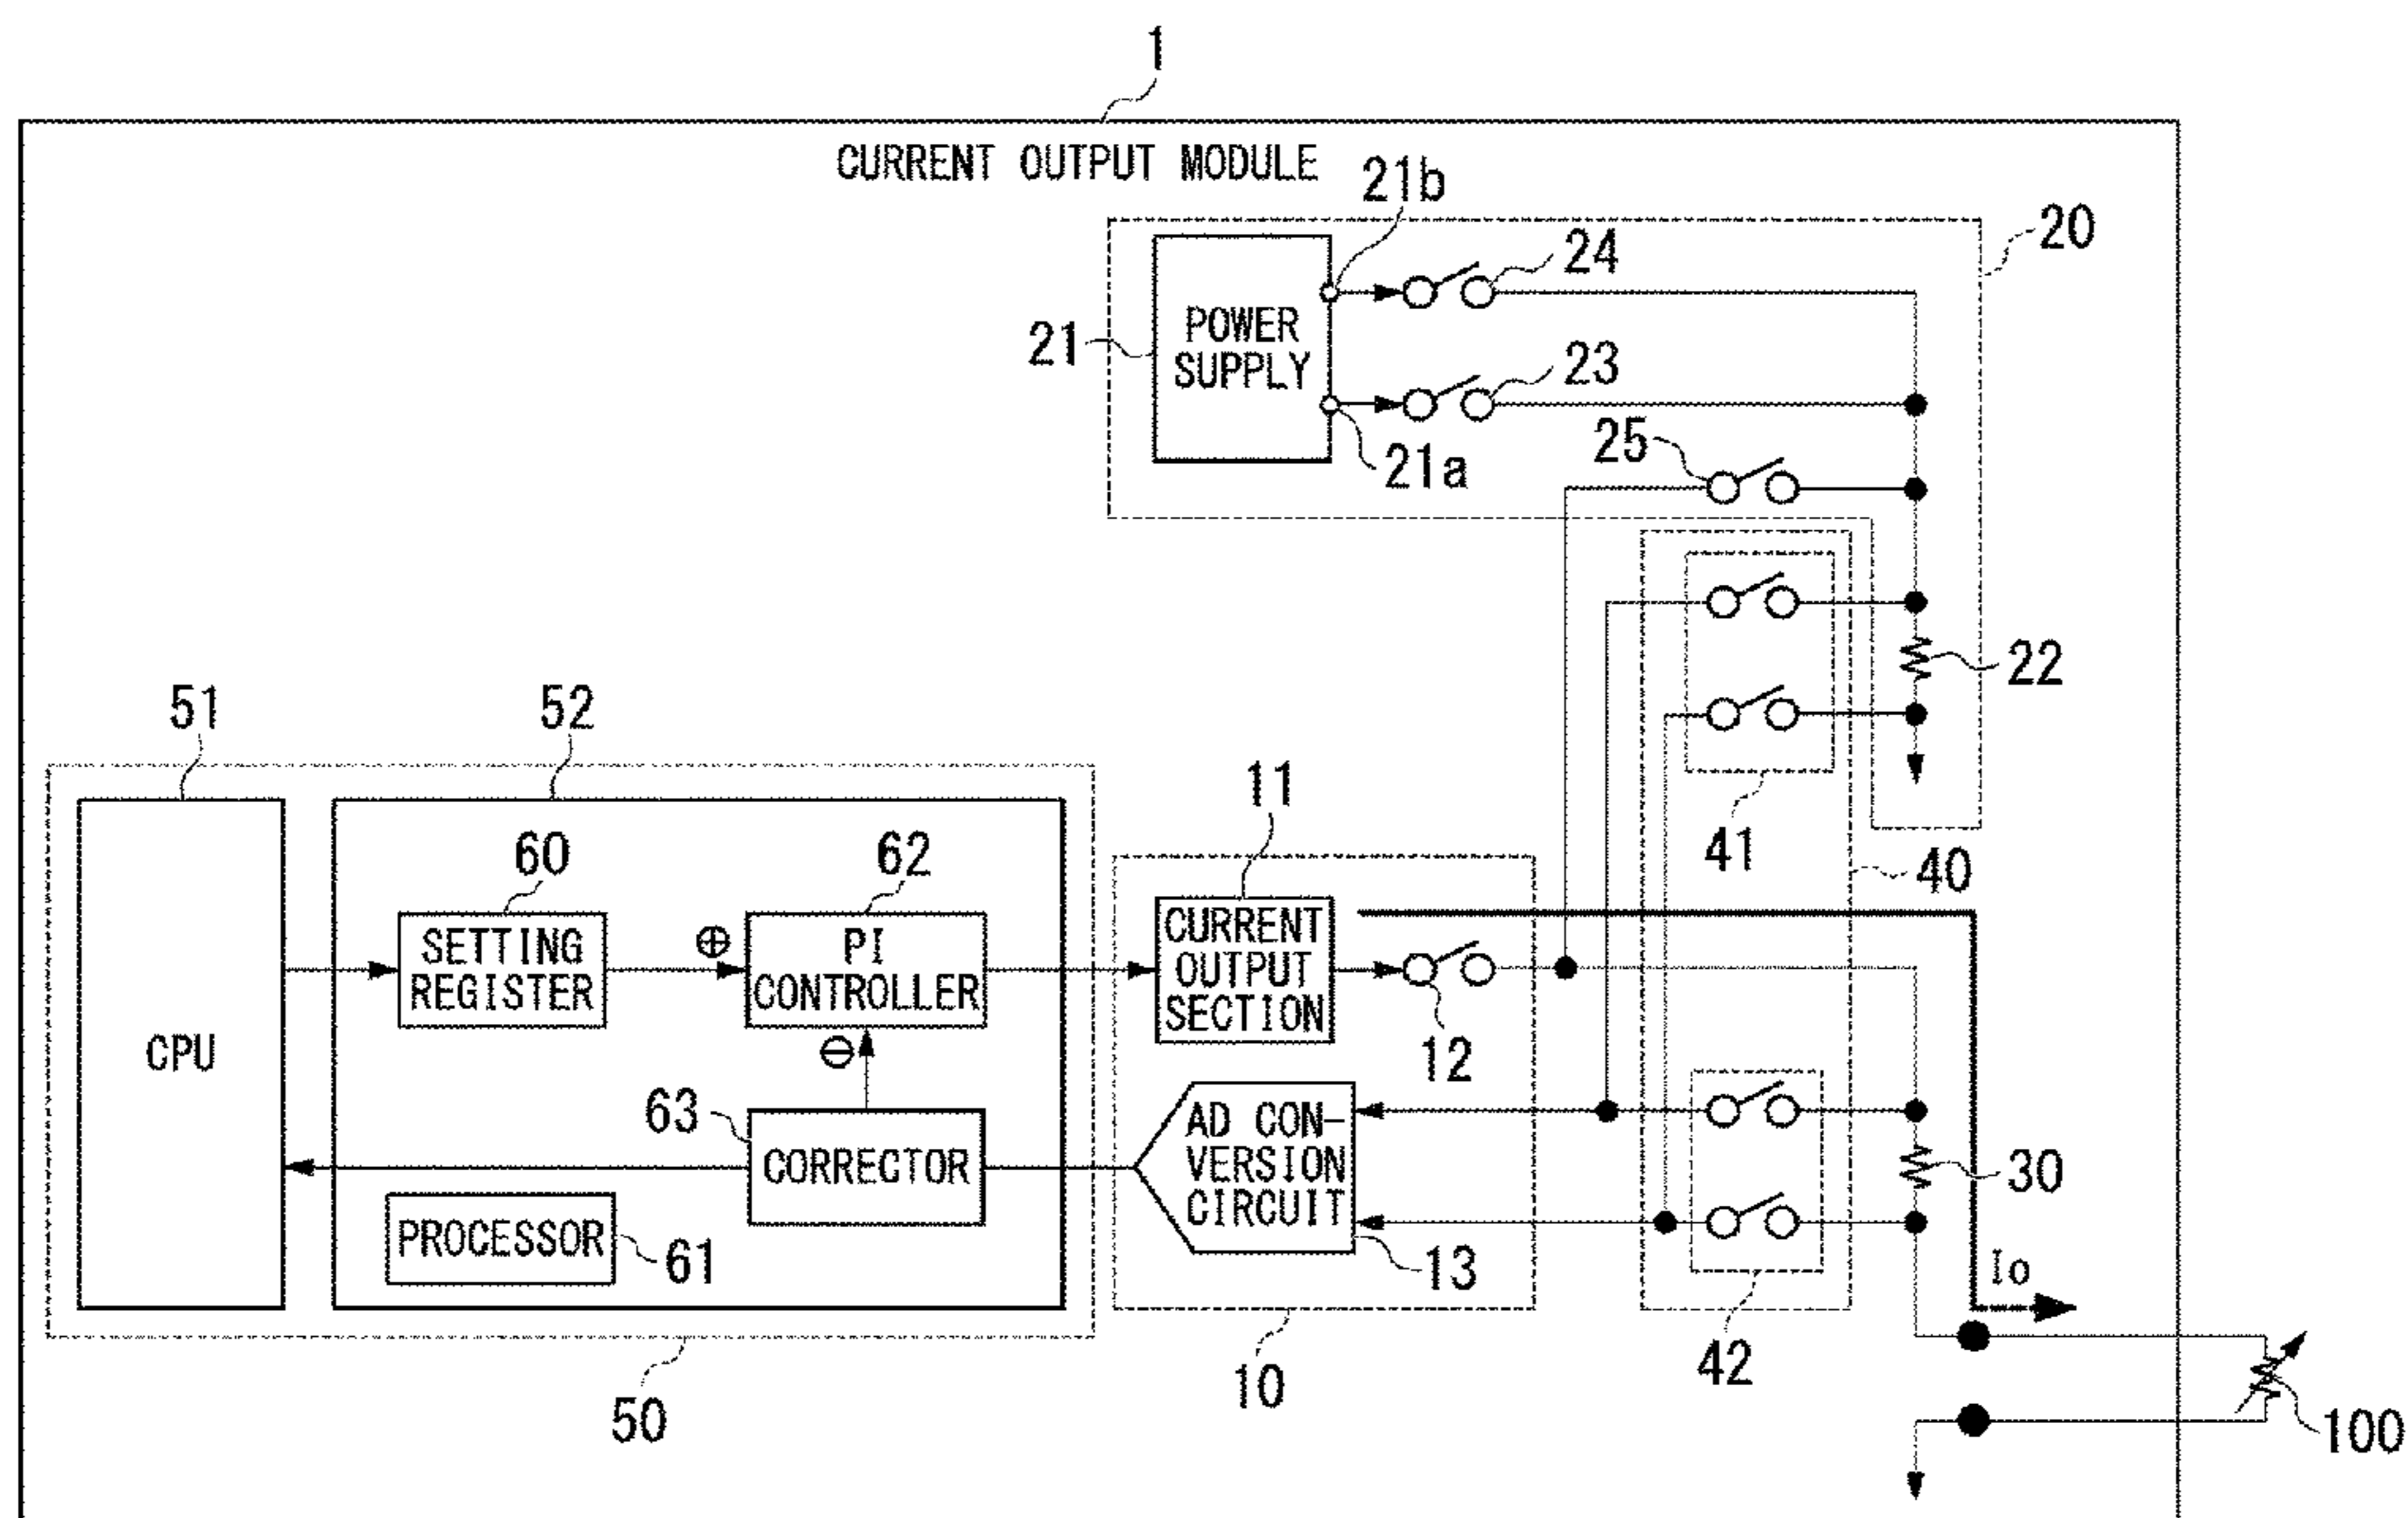 1
CURRENT OUTPUT MODULE
21b
20
24
POWER
SUPPLY
21
23
21a
25
22
41
40
51
52
11
60
62
SETTING
REGISTER
⊕
PI
CONTROLLER
CURRENT
OUTPUT
SECTION
12
CPU
⊖
63
CORRECTOR
AD CON-
VERSION
CIRCUIT
30
PROCESSOR
61
13
Io
42
10
50
100